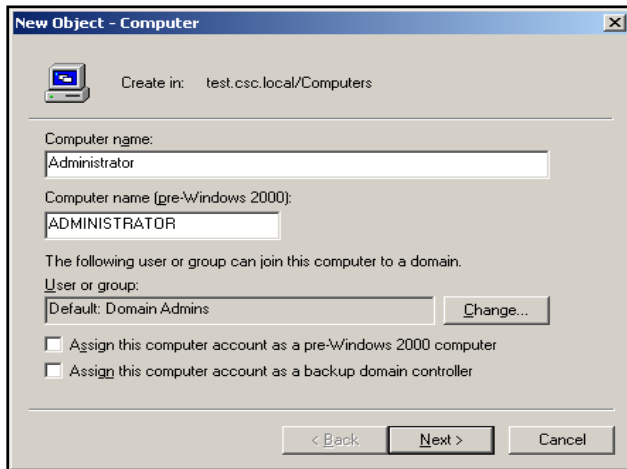 New Object - Computer
Create in: test.csc.local/Computers
Computer name:
Administrator
Computer name (pre-Windows 2000):
ADMINISTRATOR
The following user or group can join this computer to a domain.
User or group:
Default: Domain Admins
Change...
Assign this computer account as a pre-Windows 2000 computer
Assign this computer account as a backup domain controller
< Back Next > Cancel